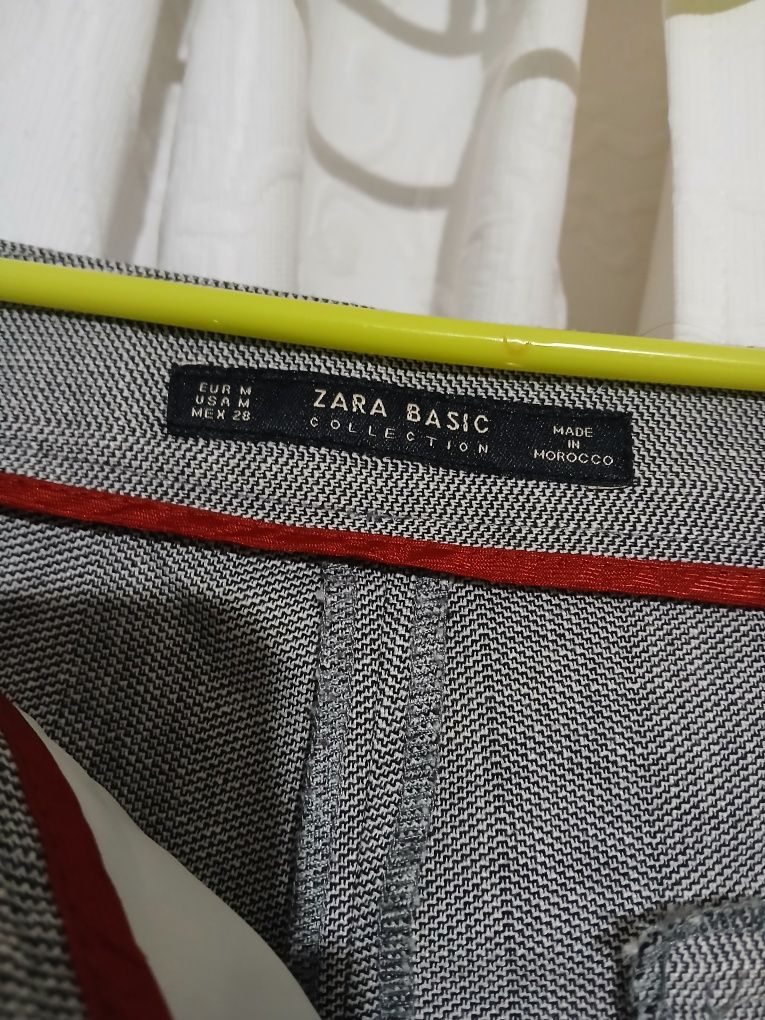 EUR M
USA M
MEX 28
ZARA BASIC
COLLECTION
MADE
IN
MOROCCO